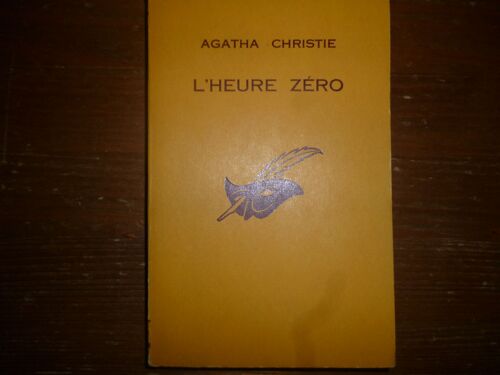 AGATHA CHRISTIE
L'HEURE ZÉRO